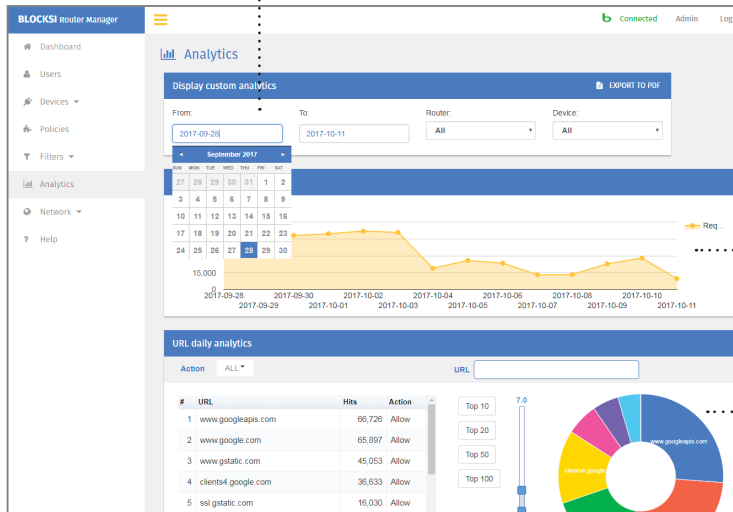 BLOCKSI Router Manager
Connected Admin Log
Dashboard
Users
Devices
Policies
Filters
Analytics
Network
Help
Analytics
Display custom analytics EXPORT TO PDF
From: To: Router: Device:
2017-09-28 2017-10-11 All All
September 2017
SUN MON TUE WED THU FRI SAT
27 28 29 30 31 1 2
3 4 5 6 7 8 9
10 11 12 13 14 15 16
17 18 19 20 21 22 23
24 25 26 27 28 29 30
Req...
15,000
0
2017-09-28 2017-09-30 2017-10-02 2017-10-04 2017-10-06 2017-10-08 2017-10-10
2017-09-29 2017-10-01 2017-10-03 2017-10-05 2017-10-07 2017-10-09 2017-10-11
URL daily analytics
Action ALL URL
# URL Hits Action
1 www.googleapis.com 66,726 Allow
2 www.google.com 65,897 Allow
3 www.gstatic.com 45,053 Allow
4 clients4.google.com 36,633 Allow
5 ssl.gstatic.com 16,030 Allow
Top 10
Top 20
Top 50
Top 100
7.0
www.googleapis.com
clients4.google